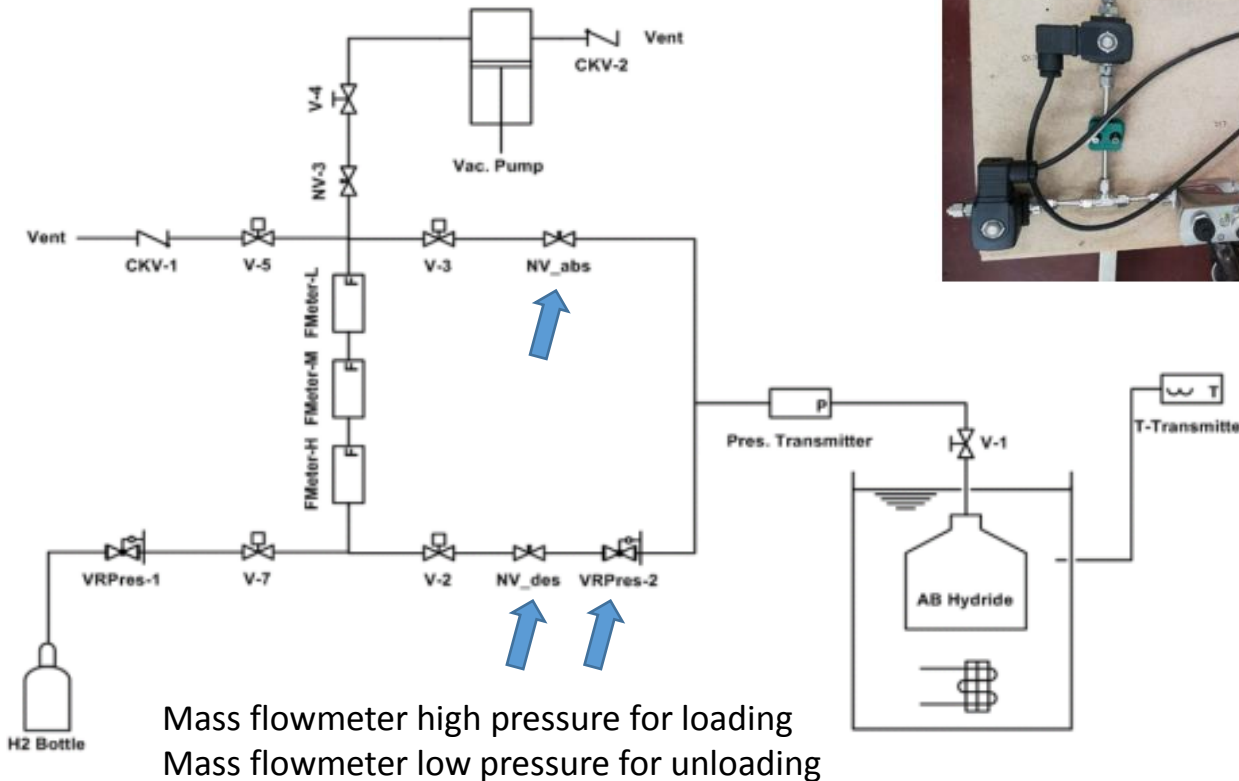 Vent
CKV-2
V-4
Vac. Pump
NV-3
Vent
CKV-1
V-5
V-3
NV_abs
F
FMeter-L
F
FMeter-M
F
FMeter-H
P
Pres. Transmitter
T
T-Transmitte
V-1
VRPres-1
V-7
V-2
NV_des
VRPres-2
AB Hydride
H2 Bottle
Mass flowmeter high pressure for loading
Mass flowmeter low pressure for unloading